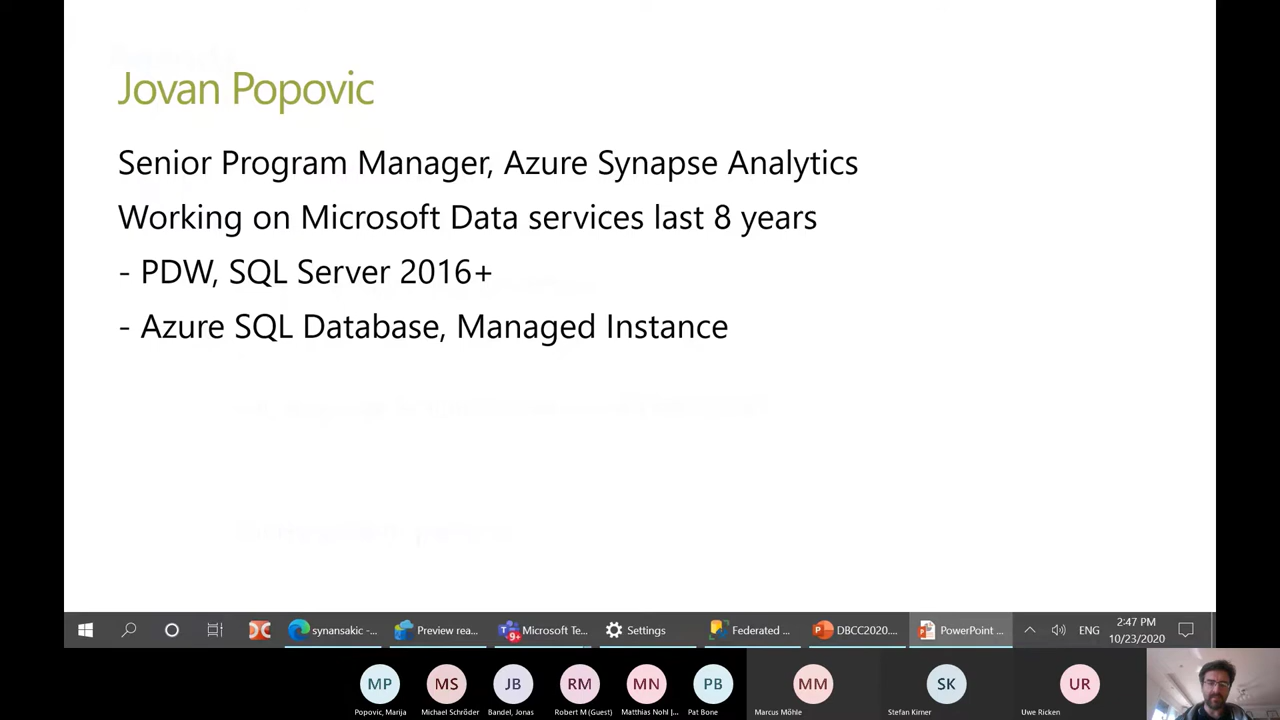 Jovan Popovic
Senior Program Manager, Azure Synapse Analytics
Working on Microsoft Data services last 8 years
- PDW, SQL Server 2016+
- Azure SQL Database, Managed Instance
synansakic -...
Preview rea...
9+
Microsoft Te...
Settings
Federated ...
DBCC2020....
PowerPoint ...
ENG
2:47 PM
10/23/2020
MP
MS
JB
RM
MN
PB
MM
SK
UR
Popovic, Marija
Michael Schröder
Bandel, Jonas
Robert M (Guest)
Matthias Nohl [...
Pat Bone
Marcus Möhle
Stefan Kirner
Uwe Ricken